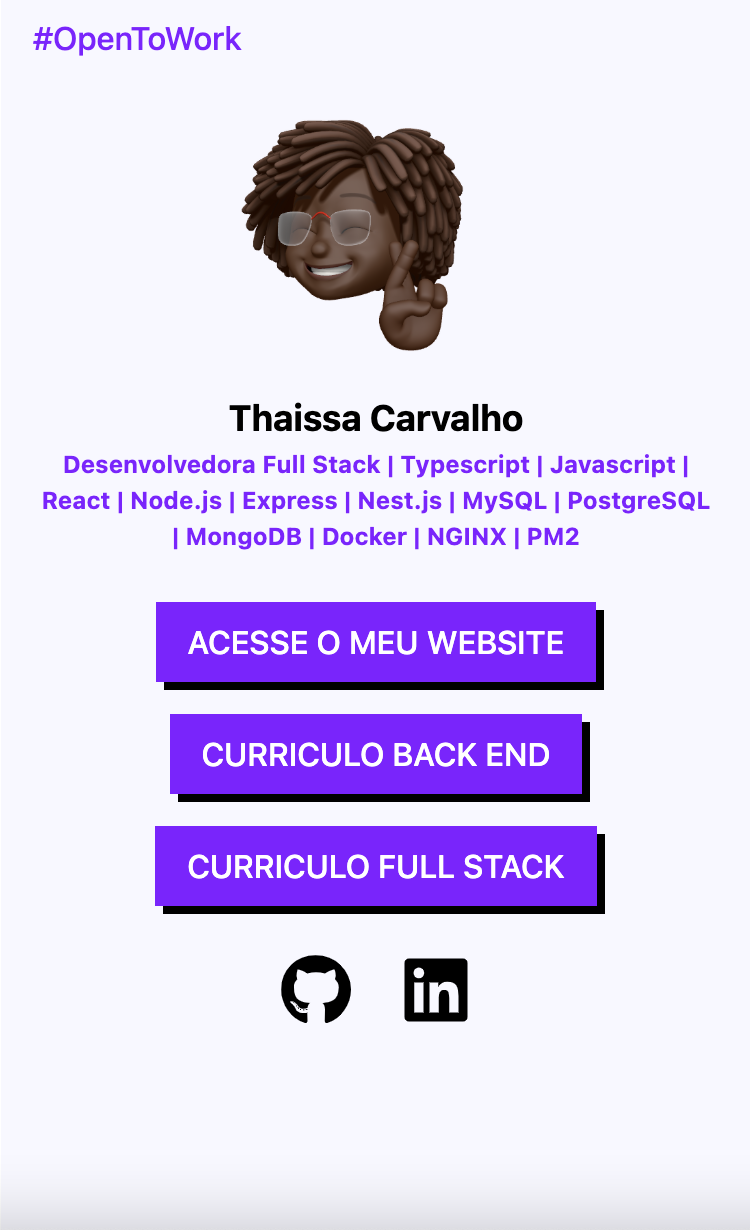 #OpenToWork
Thaissa Carvalho
Desenvolvedora Full Stack | Typescript | Javascript |
React | Node.js | Express | Nest.js | MySQL | PostgreSQL
| MongoDB | Docker | NGINX | PM2
ACESSE O MEU WEBSITE
CURRICULO BACK END
CURRICULO FULL STACK
in